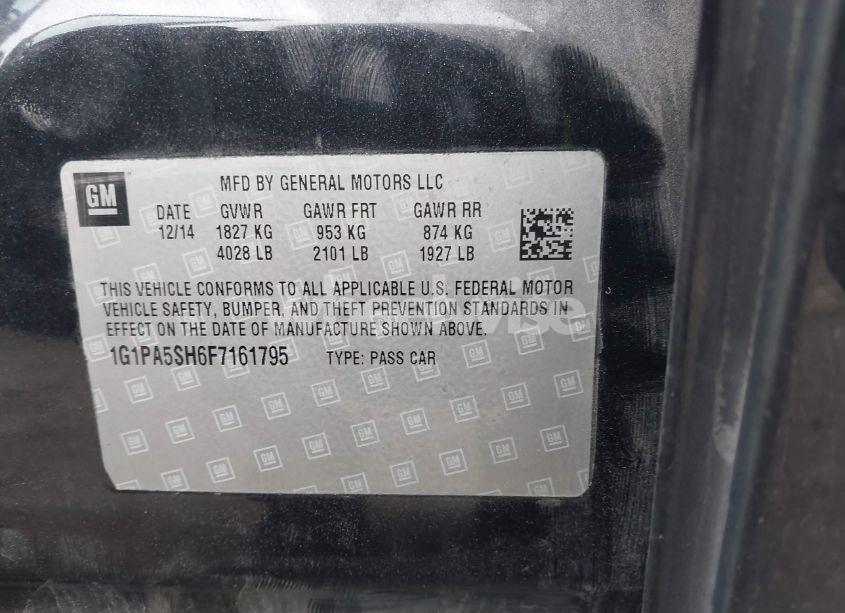 GM
MFD BY GENERAL MOTORS LLC
DATE GVWR GAWR FRT GAWR RR
12/14 1827 KG 953 KG 874 KG
4028 LB 2101 LB 1927 LB
THIS VEHICLE CONFORMS TO ALL APPLICABLE U.S. FEDERAL MOTOR
VEHICLE SAFETY, BUMPER, AND THEFT PREVENTION STANDARDS IN
EFFECT ON THE DATE OF MANUFACTURE SHOWN ABOVE.
1G1PA5SH6F7161795 TYPE: PASS CAR